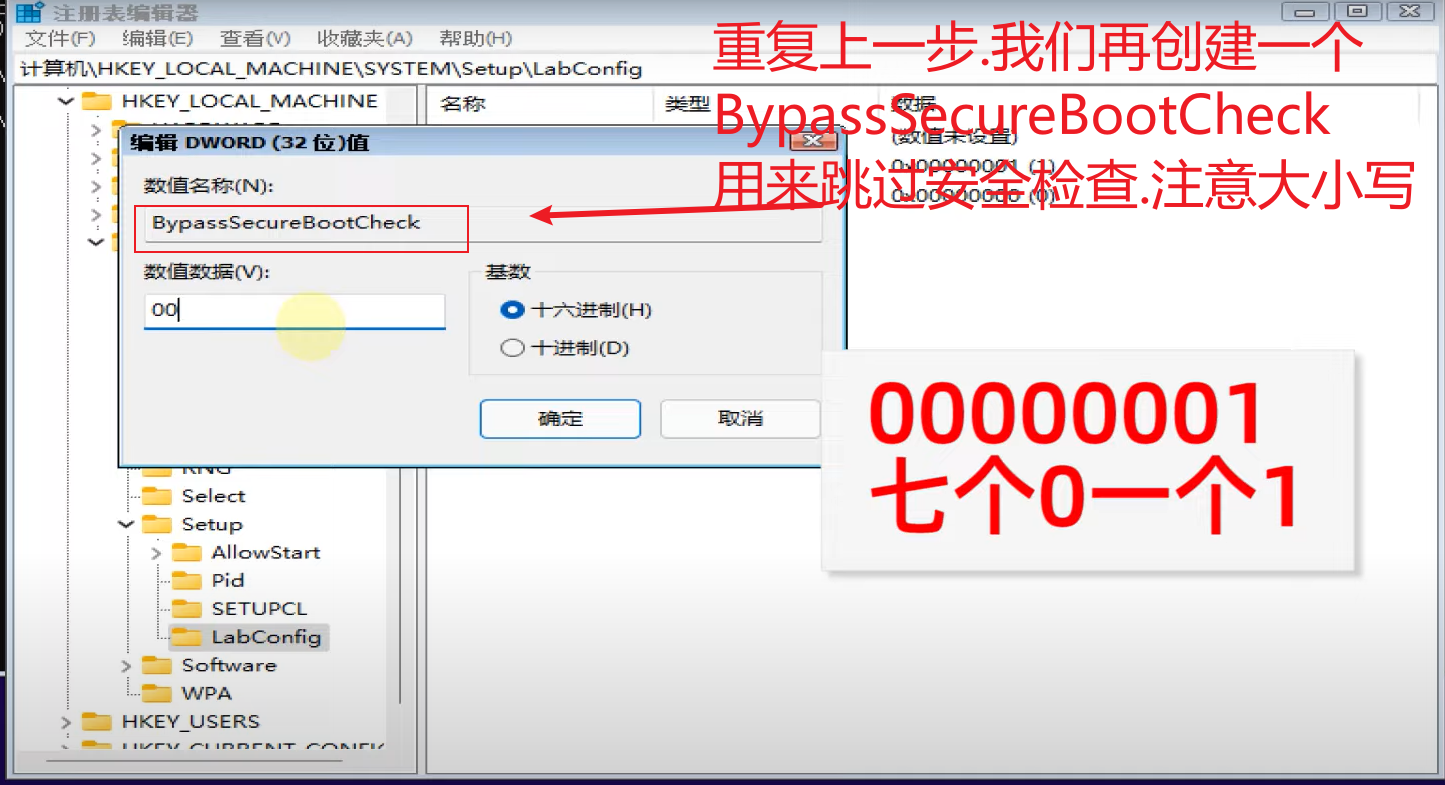 注册表编辑器
文件(F) 编辑(E) 查看(V) 收藏夹(A) 帮助(H)
计算机\HKEY_LOCAL_MACHINE\SYSTEM\Setup\LabConfig
重复上一步.我们再创建一个
BypassSecureBootCheck
用来跳过安全检查.注意大小写
HKEY_LOCAL_MACHINE
名称 类型 数据
(数值未设置)
0x00000001 (1)
0x00000000 (0)
编辑 DWORD (32 位)值
数值名称(N):
BypassSecureBootCheck
数值数据(V):
00
基数
十六进制(H)
十进制(D)
确定 取消
00000001
七个0一个1
RNG
Select
Setup
AllowStart
Pid
SETUPCL
LabConfig
Software
WPA
HKEY_USERS
HKEY_CURRENT_CONFIG